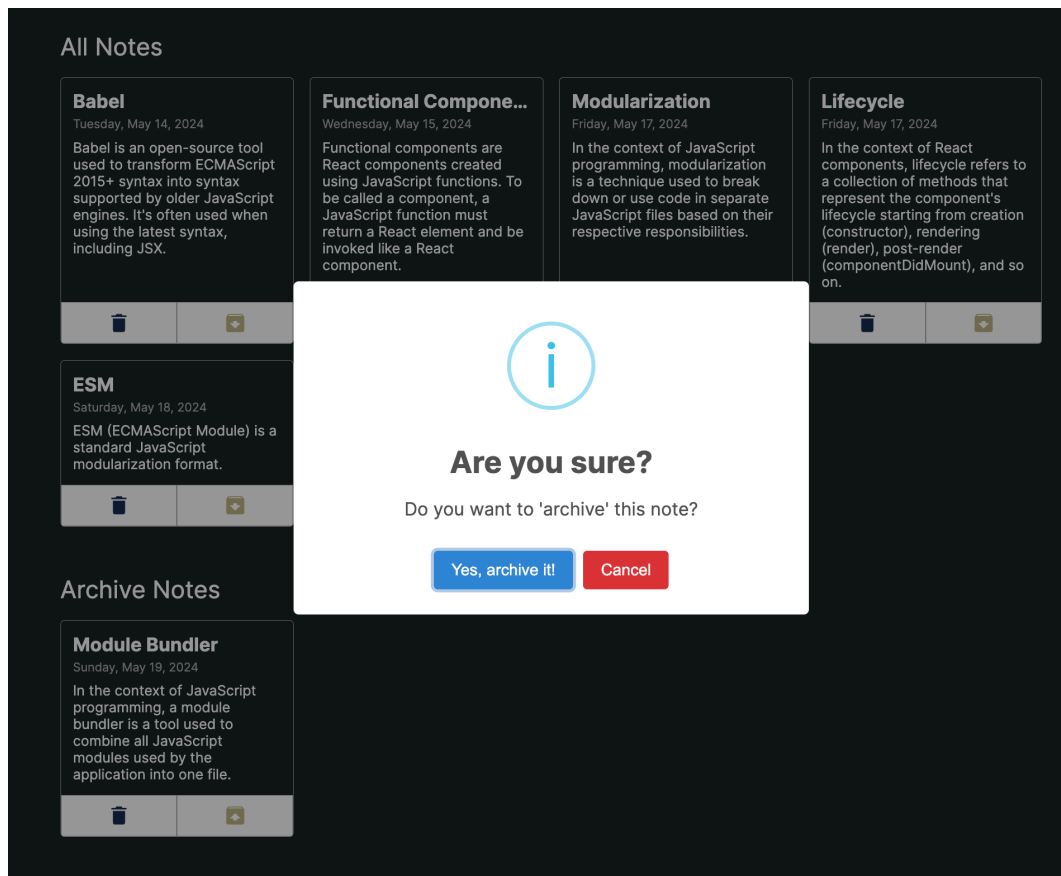 All Notes
Babel
Tuesday, May 14, 2024
Babel is an open-source tool
used to transform ECMAScript
2015+ syntax into syntax
supported by older JavaScript
engines. It's often used when
using the latest syntax,
including JSX.
Functional Compone...
Wednesday, May 15, 2024
Functional components are
React components created
using JavaScript functions. To
be called a component, a
JavaScript function must
return a React element and be
invoked like a React
component.
Modularization
Friday, May 17, 2024
In the context of JavaScript
programming, modularization
is a technique used to break
down or use code in separate
JavaScript files based on their
respective responsibilities.
Lifecycle
Friday, May 17, 2024
In the context of React
components, lifecycle refers to
a collection of methods that
represent the component's
lifecycle starting from creation
(constructor), rendering
(render), post-render
(componentDidMount), and so
on.
ESM
Saturday, May 18, 2024
ESM (ECMAScript Module) is a
standard JavaScript
modularization format.
Are you sure?
Do you want to 'archive' this note?
Yes, archive it!
Cancel
Archive Notes
Module Bundler
Sunday, May 19, 2024
In the context of JavaScript
programming, a module
bundler is a tool used to
combine all JavaScript
modules used by the
application into one file.